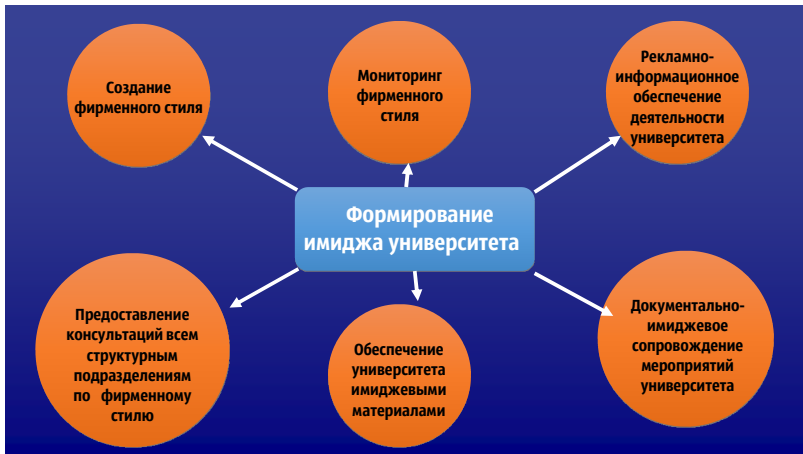 Создание
фирменного стиля
Мониторинг
фирменного
стиля
Рекламно-
информационное
обеспечение
деятельности
университета
Формирование
имиджа университета
Предоставление
консультаций всем
структурным
подразделениям
по фирменному
стилю
Обеспечение
университета
имиджевыми
материалами
Документально-
имиджевое
сопровождение
мероприятий
университета